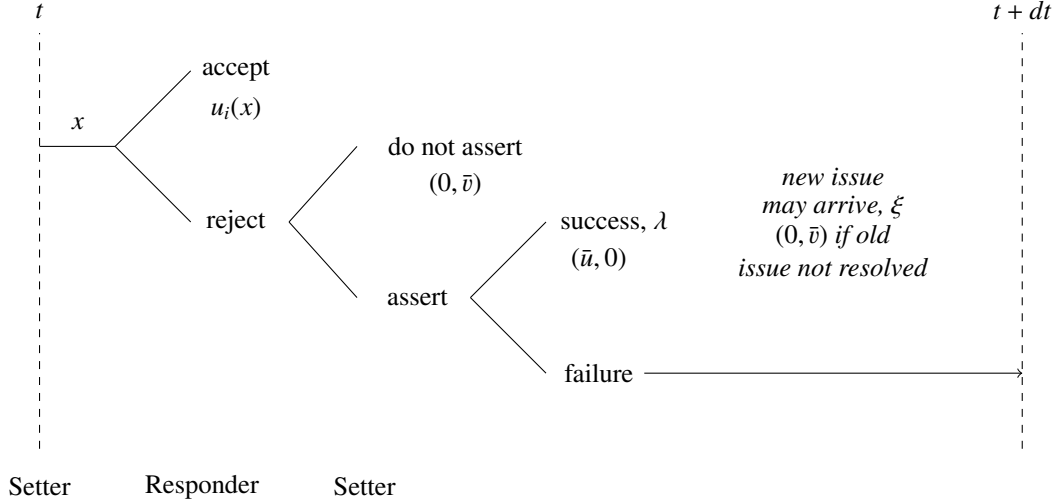 t
t + dt
x
accept
u_i(x)
reject
do not assert
(0, v̄)
assert
success, λ
(ū, 0)
failure
new issue
may arrive, ξ
(0, v̄) if old
issue not resolved
Setter
Responder
Setter